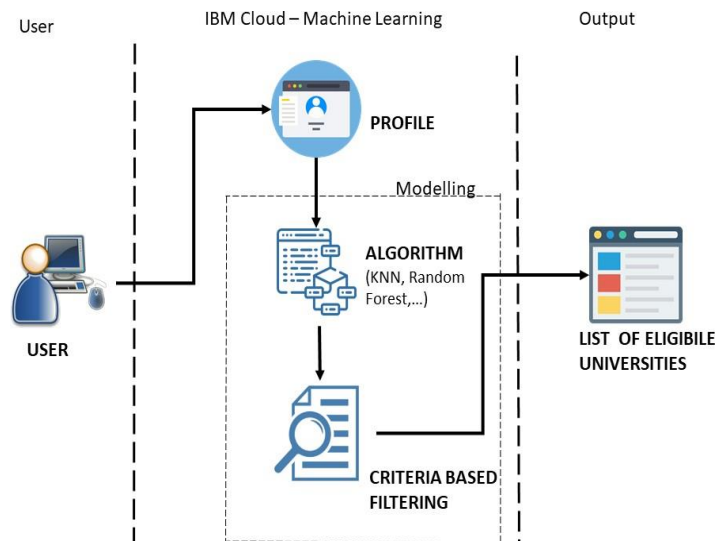 User
IBM Cloud – Machine Learning
Output
PROFILE
Modelling
ALGORITHM
(KNN, Random
Forest,...)
USER
LIST OF ELIGIBILE
UNIVERSITIES
CRITERIA BASED
FILTERING